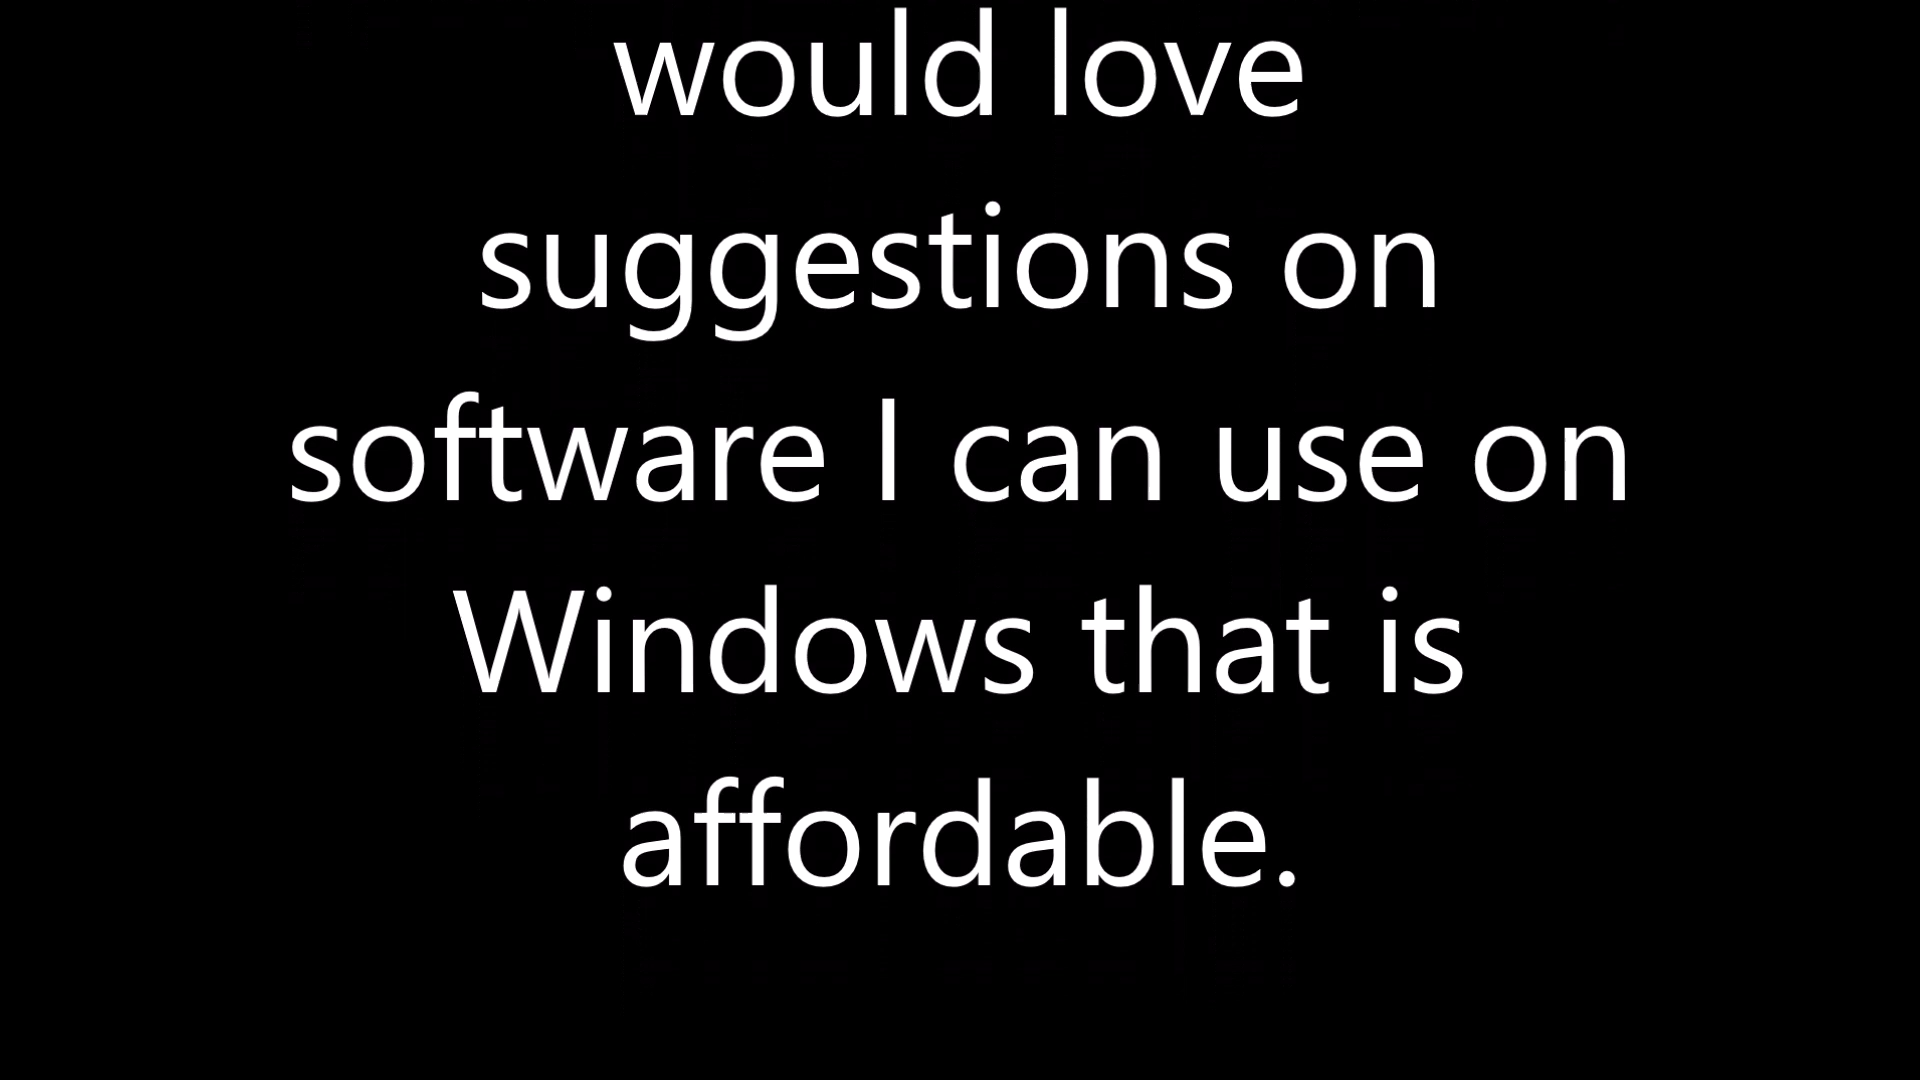 would love
suggestions on
software I can use on
Windows that is
affordable.